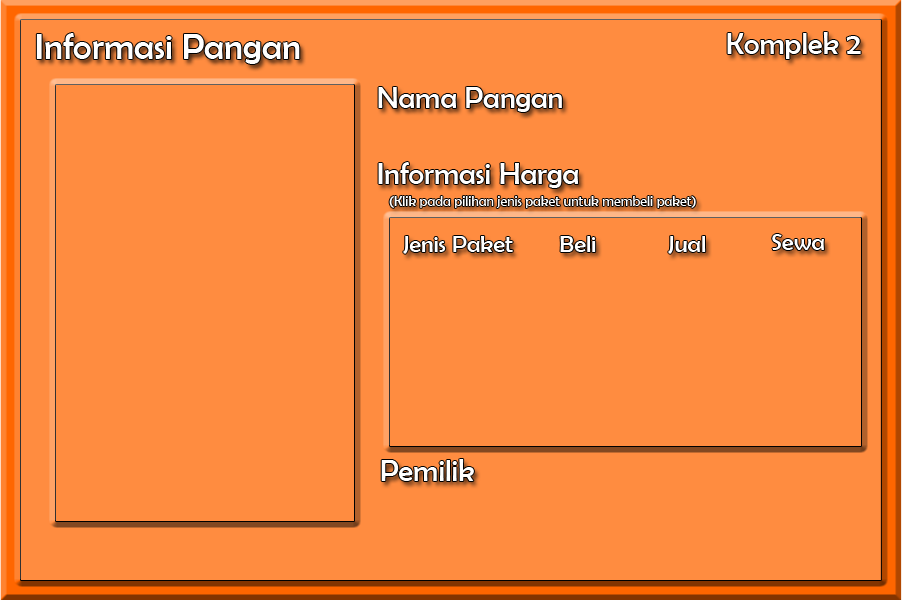 Informasi Pangan
Komplek 2
Nama Pangan
Informasi Harga
(Klik pada pilihan jenis paket untuk membeli paket)
Jenis Paket Beli Jual Sewa
Pemilik